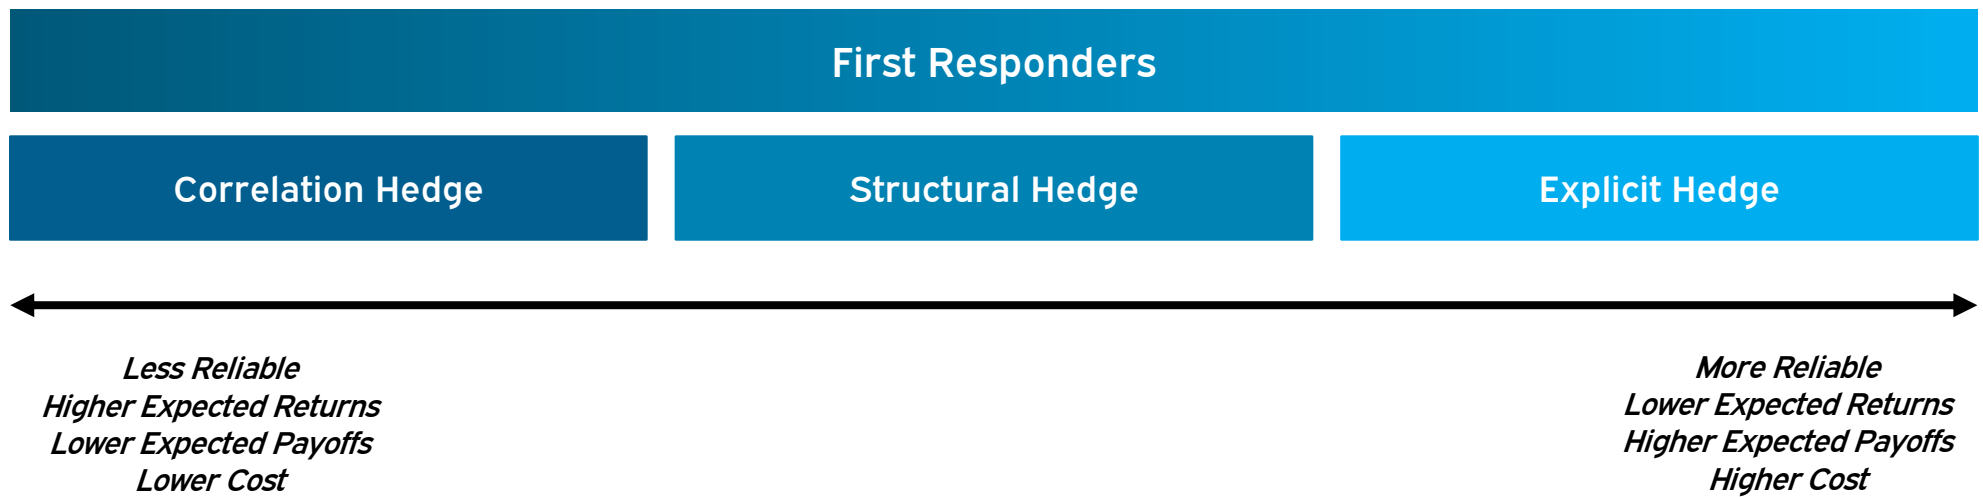 First Responders
Correlation Hedge
Structural Hedge
Explicit Hedge
Less Reliable
Higher Expected Returns
Lower Expected Payoffs
Lower Cost
More Reliable
Lower Expected Returns
Higher Expected Payoffs
Higher Cost